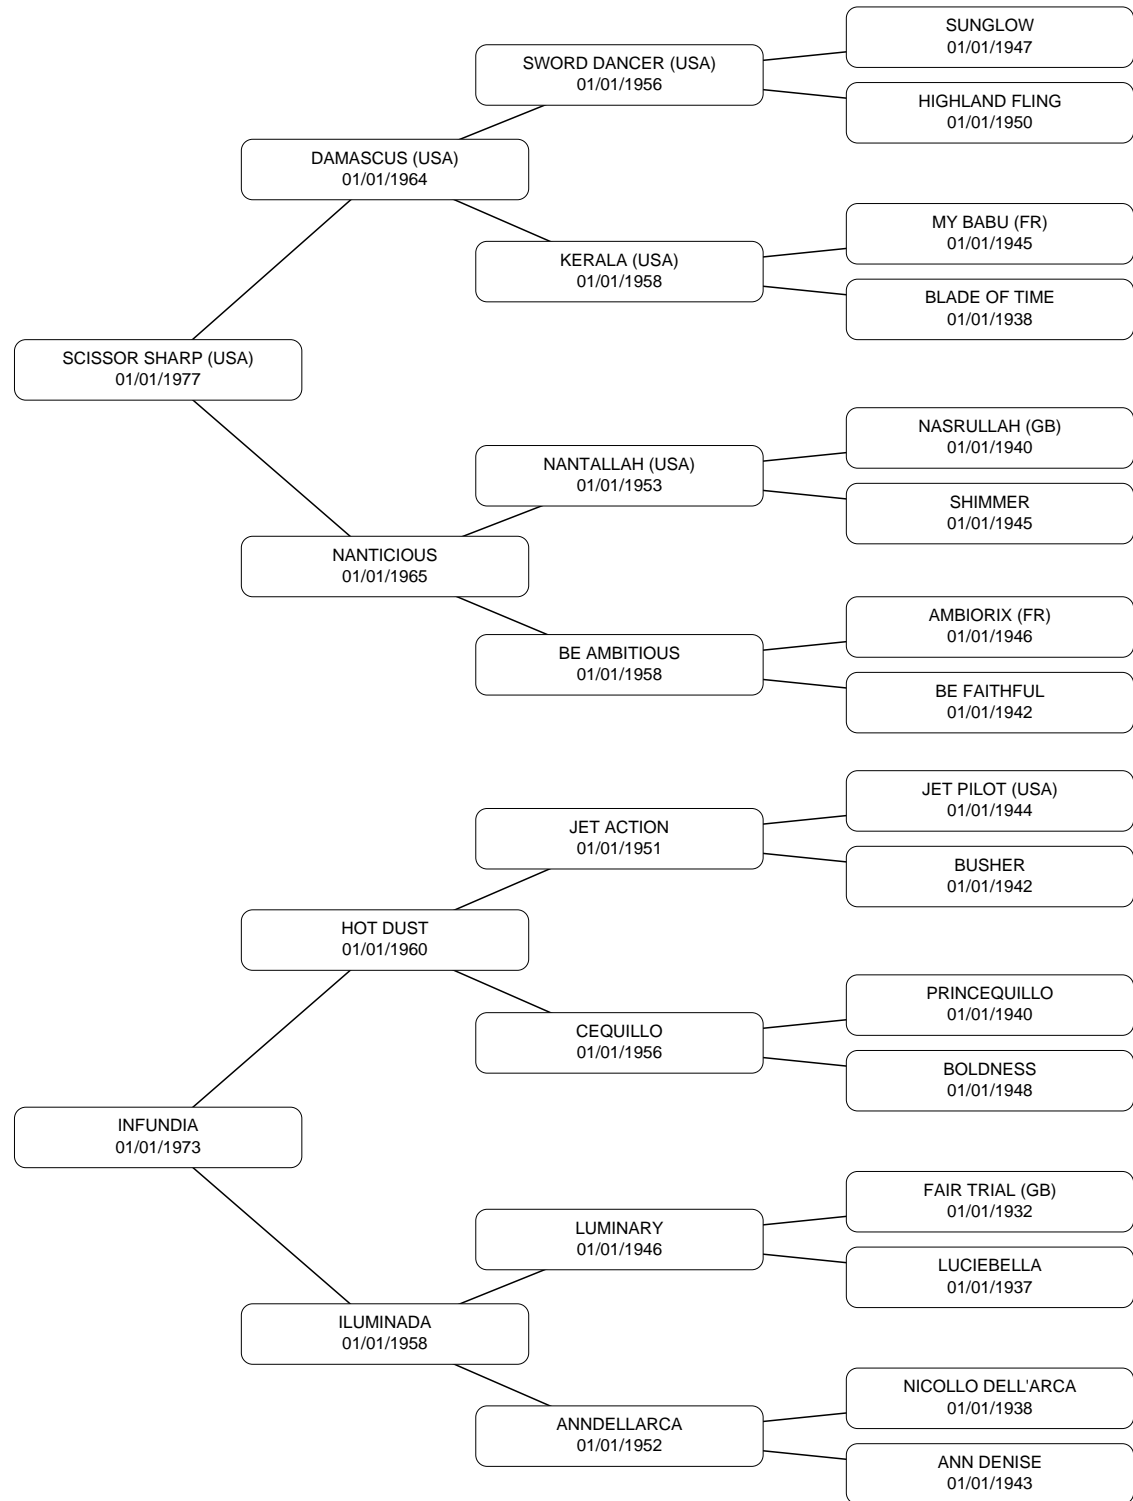 SUNGLOW
01/01/1947
SWORD DANCER (USA)
01/01/1956
HIGHLAND FLING
01/01/1950
DAMASCUS (USA)
01/01/1964
MY BABU (FR)
01/01/1945
KERALA (USA)
01/01/1958
BLADE OF TIME
01/01/1938
SCISSOR SHARP (USA)
01/01/1977
NASRULLAH (GB)
01/01/1940
NANTALLAH (USA)
01/01/1953
SHIMMER
01/01/1945
NANTICIOUS
01/01/1965
AMBIORIX (FR)
01/01/1946
BE AMBITIOUS
01/01/1958
BE FAITHFUL
01/01/1942
JET PILOT (USA)
01/01/1944
JET ACTION
01/01/1951
BUSHER
01/01/1942
HOT DUST
01/01/1960
PRINCEQUILLO
01/01/1940
CEQUILLO
01/01/1956
BOLDNESS
01/01/1948
INFUNDIA
01/01/1973
FAIR TRIAL (GB)
01/01/1932
LUMINARY
01/01/1946
LUCIEBELLA
01/01/1937
ILUMINADA
01/01/1958
NICOLLO DELL'ARCA
01/01/1938
ANNDELLARCA
01/01/1952
ANN DENISE
01/01/1943